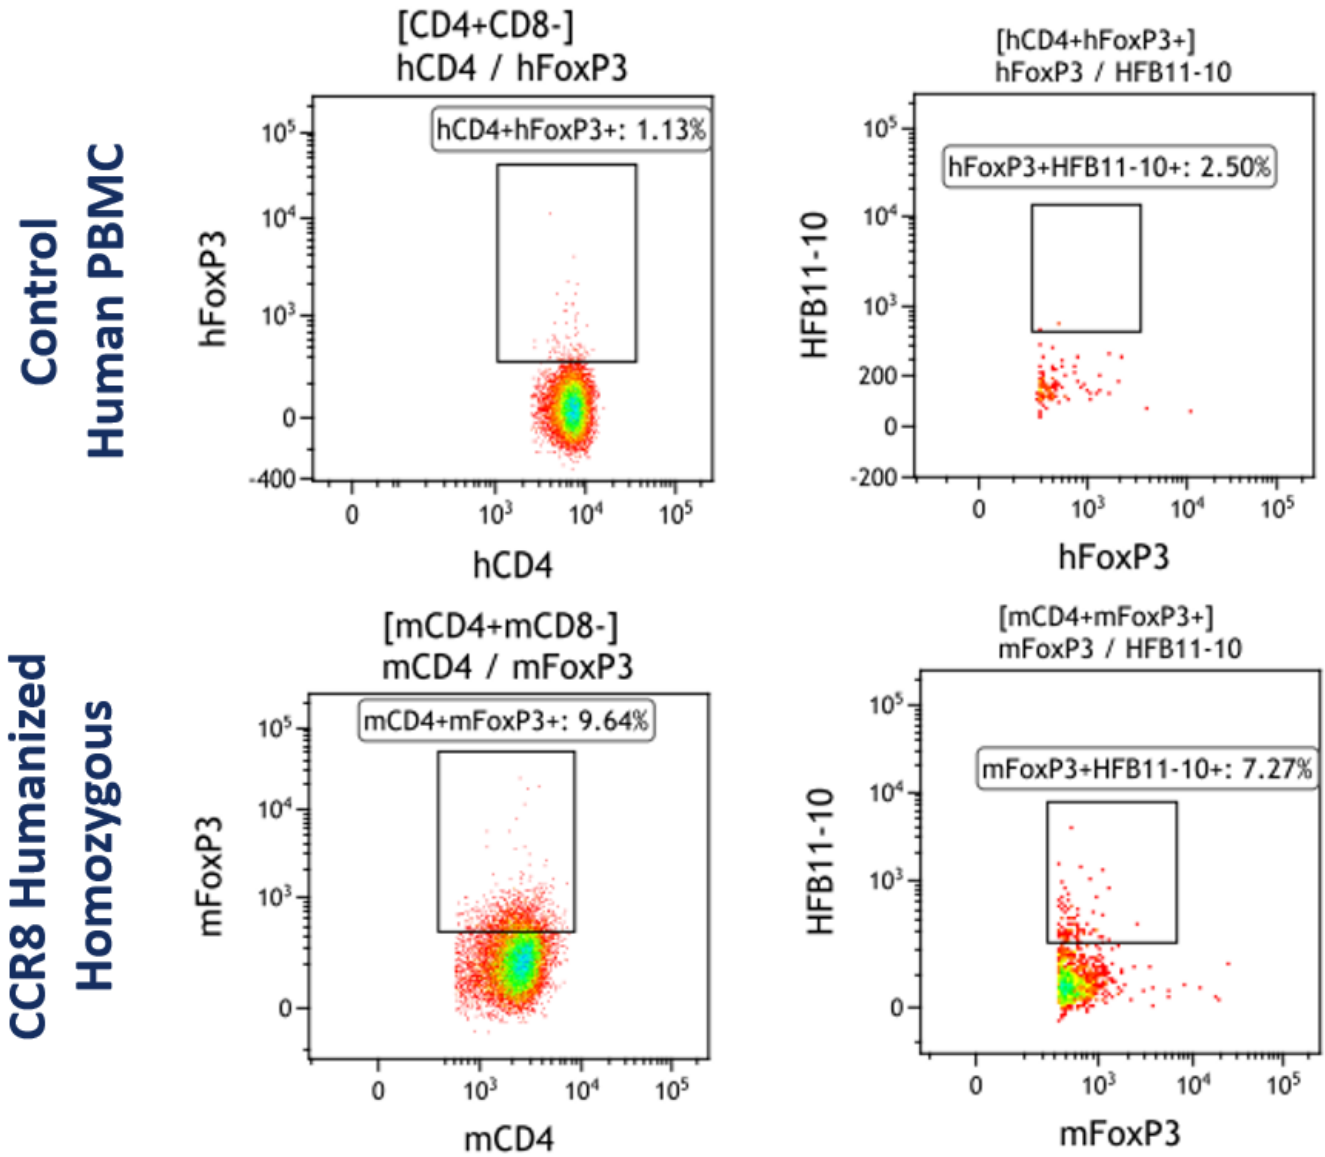 Control
Human PBMC
[CD4+CD8-]
hCD4 / hFoxP3
hCD4+hFoxP3+: 1.13%
hFoxP3
10⁵
10⁴
10³
0
-400
0
10³
10⁴
10⁵
hCD4
[hCD4+hFoxP3+]
hFoxP3 / HFB11-10
hFoxP3+HFB11-10+: 2.50%
HFB11-10
10⁵
10⁴
10³
200
0
-200
0
10³
10⁴
10⁵
hFoxP3
CCR8 Humanized
Homozygous
[mCD4+mCD8-]
mCD4 / mFoxP3
mCD4+mFoxP3+: 9.64%
mFoxP3
10⁵
10⁴
10³
0
0
10³
10⁴
10⁵
mCD4
[mCD4+mFoxP3+]
mFoxP3 / HFB11-10
mFoxP3+HFB11-10+: 7.27%
HFB11-10
10⁵
10⁴
10³
0
0
10³
10⁴
10⁵
mFoxP3